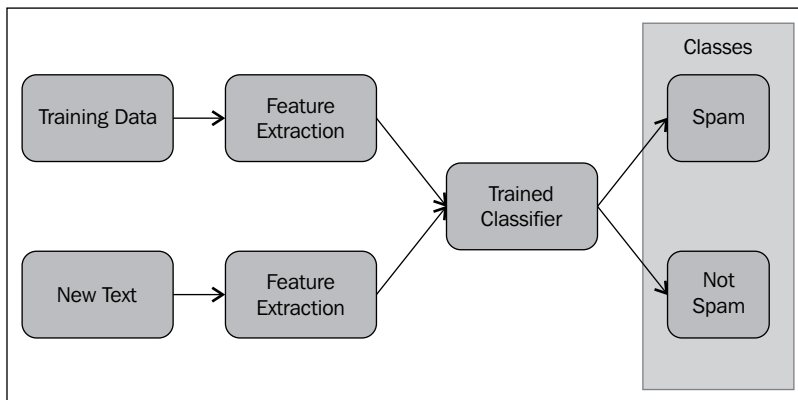 Classes
Training Data
Feature
Extraction
Spam
Trained
Classifier
New Text
Feature
Extraction
Not
Spam